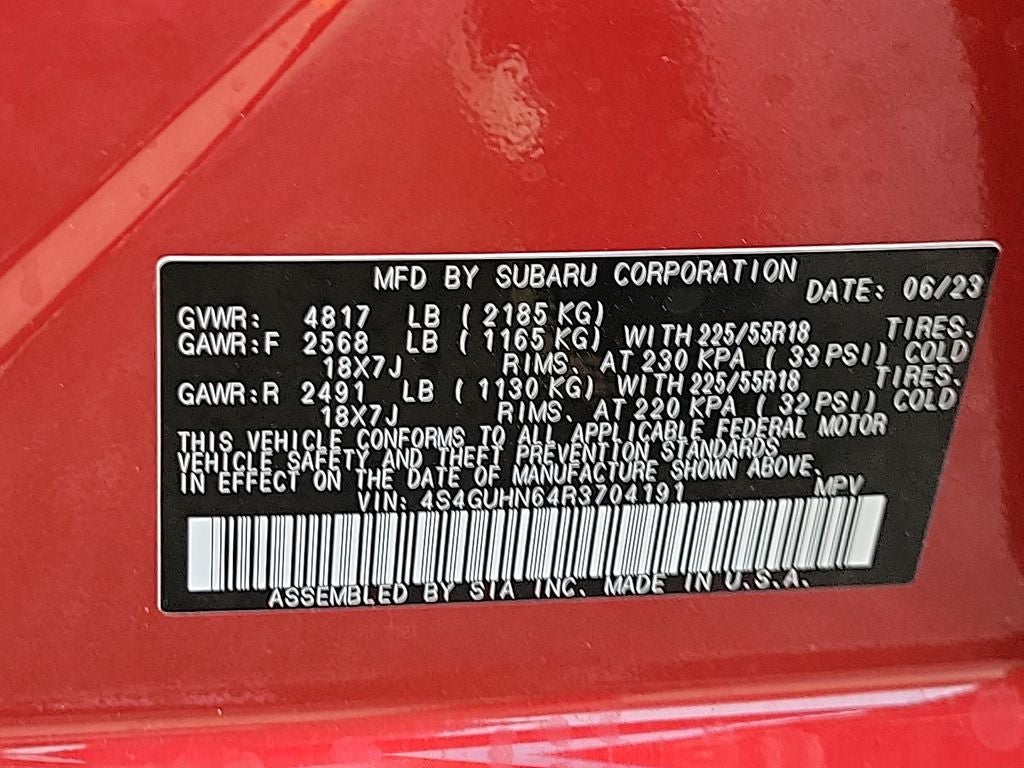 MFD BY SUBARU CORPORATION DATE: 06/23
GVWR: 4817 LB ( 2185 KG)
GAWR:F 2568 LB ( 1165 KG) WITH 225/55R18 TIRES.
18X7J RIMS. AT 230 KPA ( 33 PSI) COLD
GAWR:R 2491 LB ( 1130 KG) WITH 225/55R18 TIRES.
18X7J RIMS. AT 220 KPA ( 32 PSI) COLD
THIS VEHICLE CONFORMS TO ALL APPLICABLE FEDERAL MOTOR
VEHICLE SAFETY AND THEFT PREVENTION STANDARDS
IN EFFECT ON THE DATE OF MANUFACTURE SHOWN ABOVE.
VIN: 4S4GUHN64R3704191 MPV
ASSEMBLED BY SIA INC. MADE IN U.S.A.